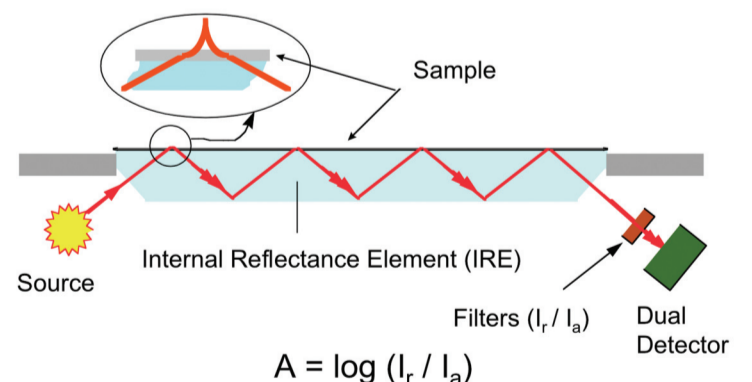 Sample
Internal Reflectance Element (IRE)
Source
Filters (Ir / Ia)
Dual
Detector
A = log (Ir / Ia)